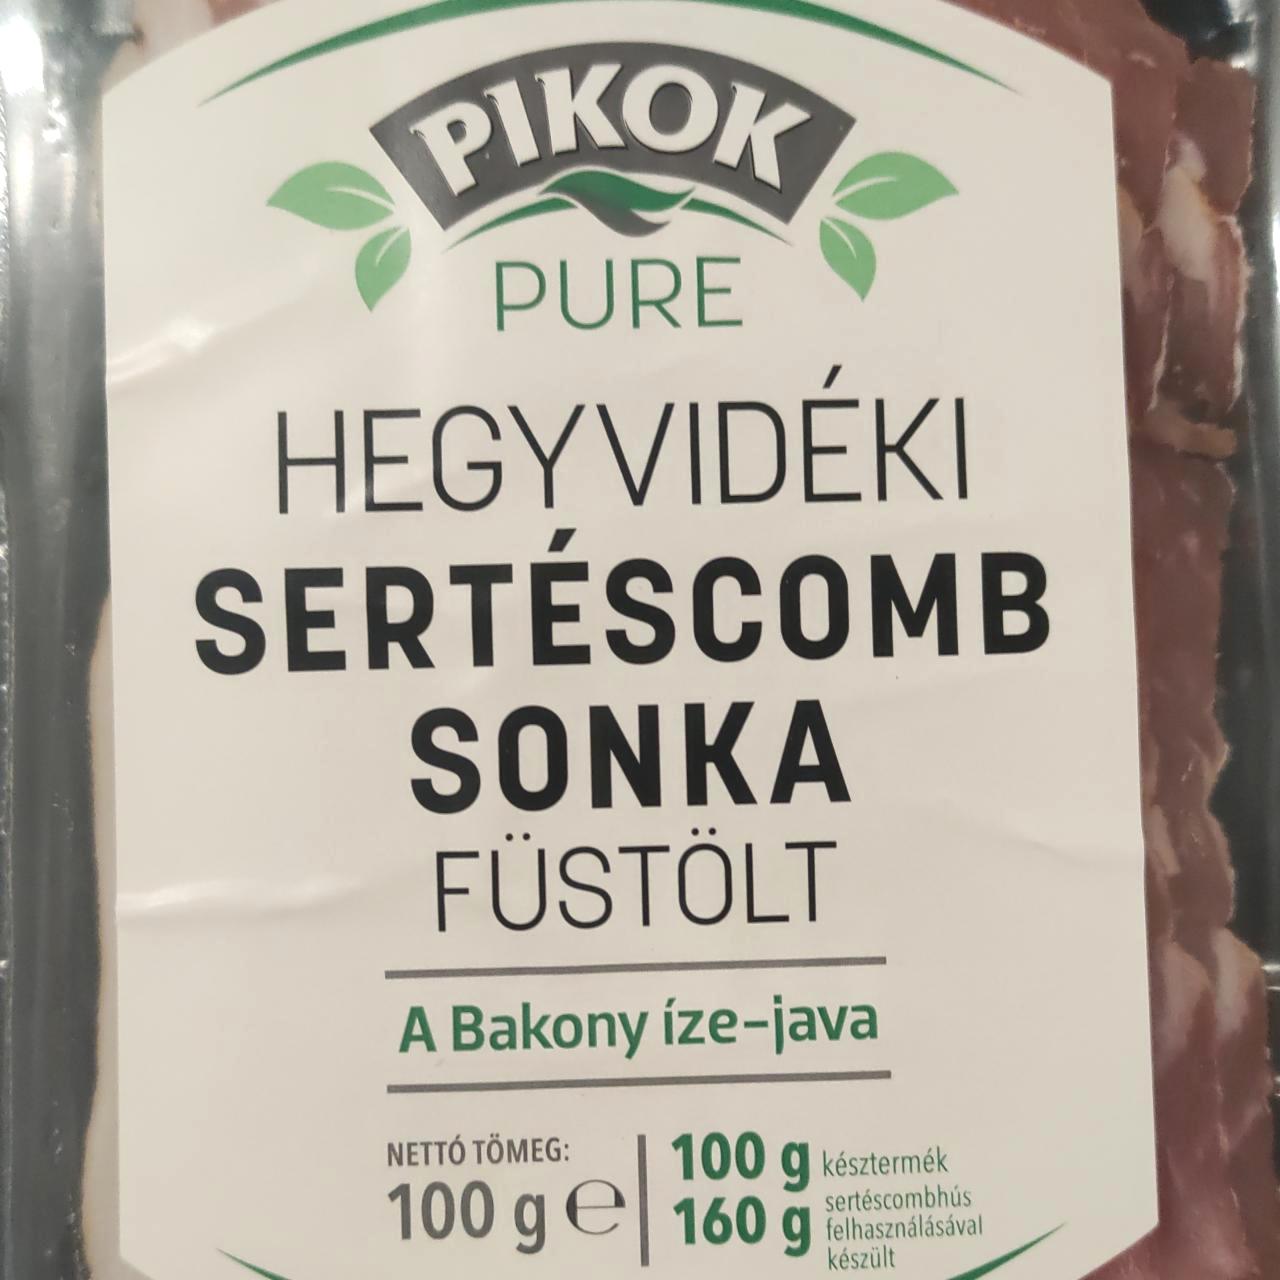 PIKOK
PURE
HEGYVIDÉKI
SERTÉSCOMB
SONKA
FÜSTÖLT
A Bakony íze-java
NETTÓ TÖMEG:
100 g e
100 g késztermék
160 g sertéscombhús
felhasználásával
készült